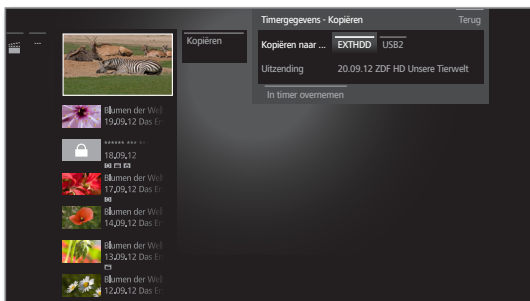 Timergegevens - Kopiëren Terug
Kopiëren naar ... EXTHDD USB2
Uitzending 20.09.12 ZDF HD Unsere Tierwelt
In timer overnemen
Kopiëren
...
Blumen der Wel
19.09.12 Das Er
****** *** **
18.09.12
Blumen der Wel
17.09.12 Das Er
Blumen der Wel
14.09.12 Das Er
Blumen der Wel
13.09.12 Das Er
Blumen der Wel
12.09.12 Das Er